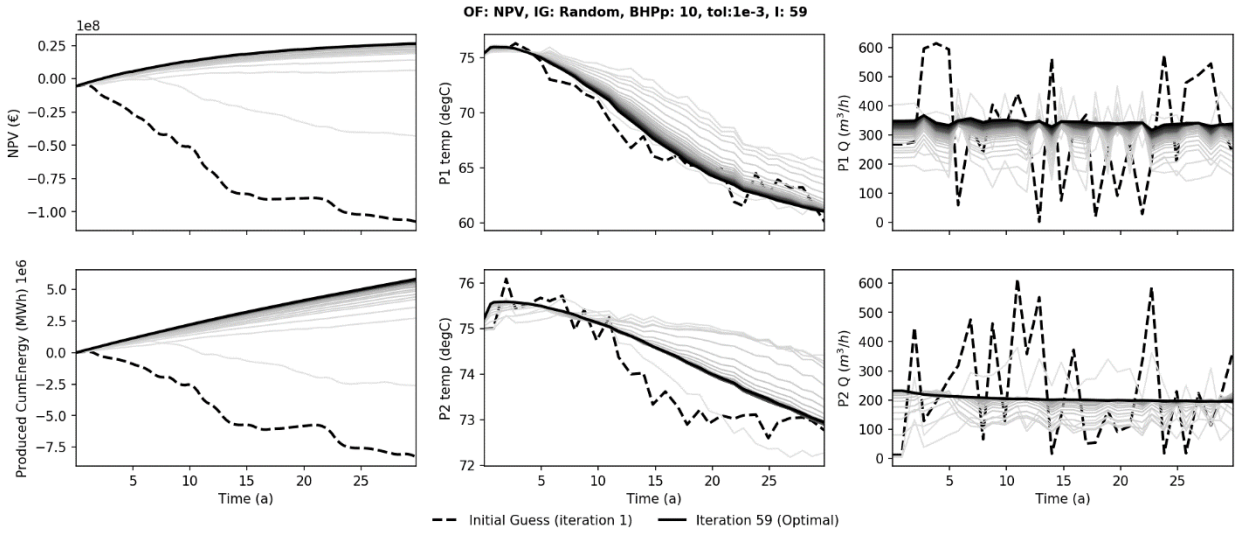 OF: NPV, IG: Random, BHPp: 10, tol:1e-3, I: 59
1e8
0.25
0.00
−0.25
−0.50
−0.75
−1.00
NPV (€)
75
70
65
60
P1 temp (degC)
600
500
400
300
200
100
0
P1 Q (m³/h)
5.0
2.5
0.0
−2.5
−5.0
−7.5
Produced CumEnergy (MWh) 1e6
5 10 15 20 25
Time (a)
76
75
74
73
72
P2 temp (degC)
5 10 15 20 25
Time (a)
600
500
400
300
200
100
0
P2 Q (m³/h)
5 10 15 20 25
Time (a)
Initial Guess (iteration 1) Iteration 59 (Optimal)